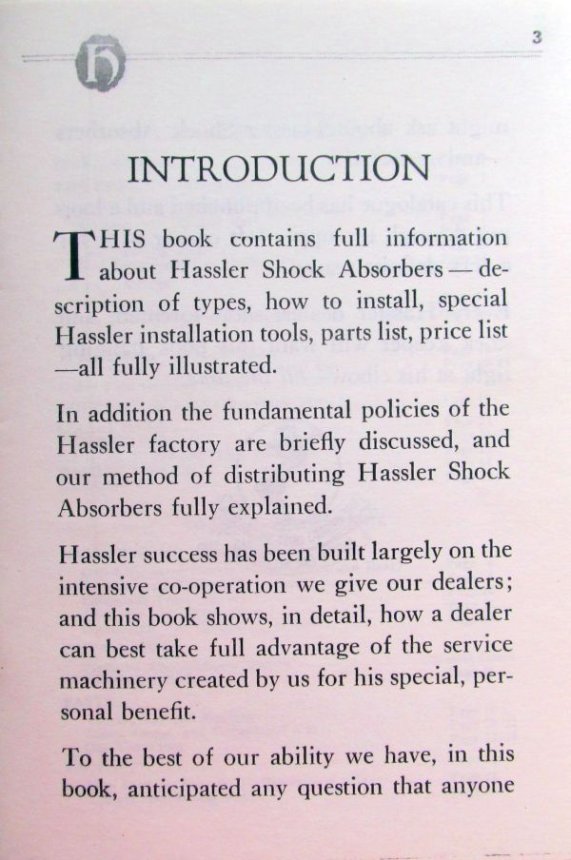 3
H
INTRODUCTION
THIS book contains full information
about Hassler Shock Absorbers — de-
scription of types, how to install, special
Hassler installation tools, parts list, price list
—all fully illustrated.
In addition the fundamental policies of the
Hassler factory are briefly discussed, and
our method of distributing Hassler Shock
Absorbers fully explained.
Hassler success has been built largely on the
intensive co-operation we give our dealers;
and this book shows, in detail, how a dealer
can best take full advantage of the service
machinery created by us for his special, per-
sonal benefit.
To the best of our ability we have, in this
book, anticipated any question that anyone